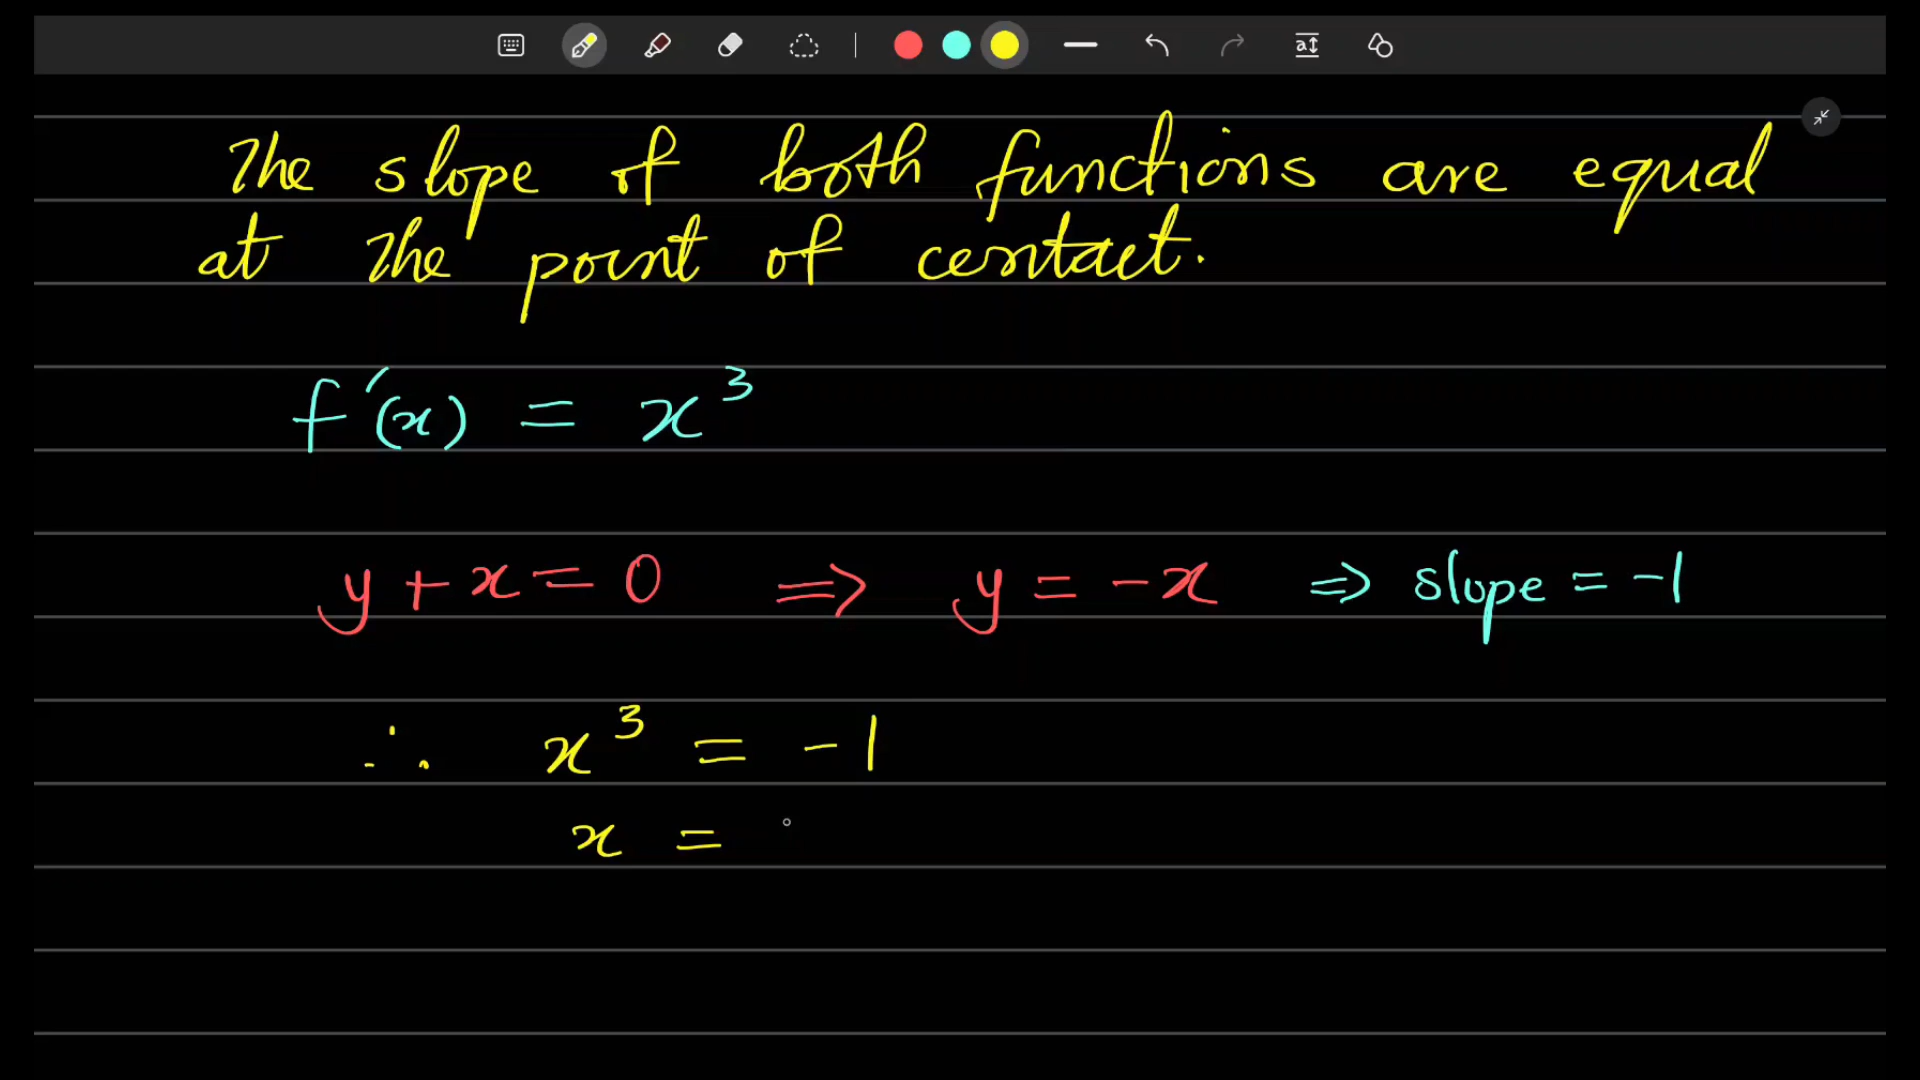 The slope of both functions are equal
at the point of contact.
f'(x) = x³
y + x = 0 ⇒ y = -x ⇒ slope = -1
∴ x³ = -1
x =